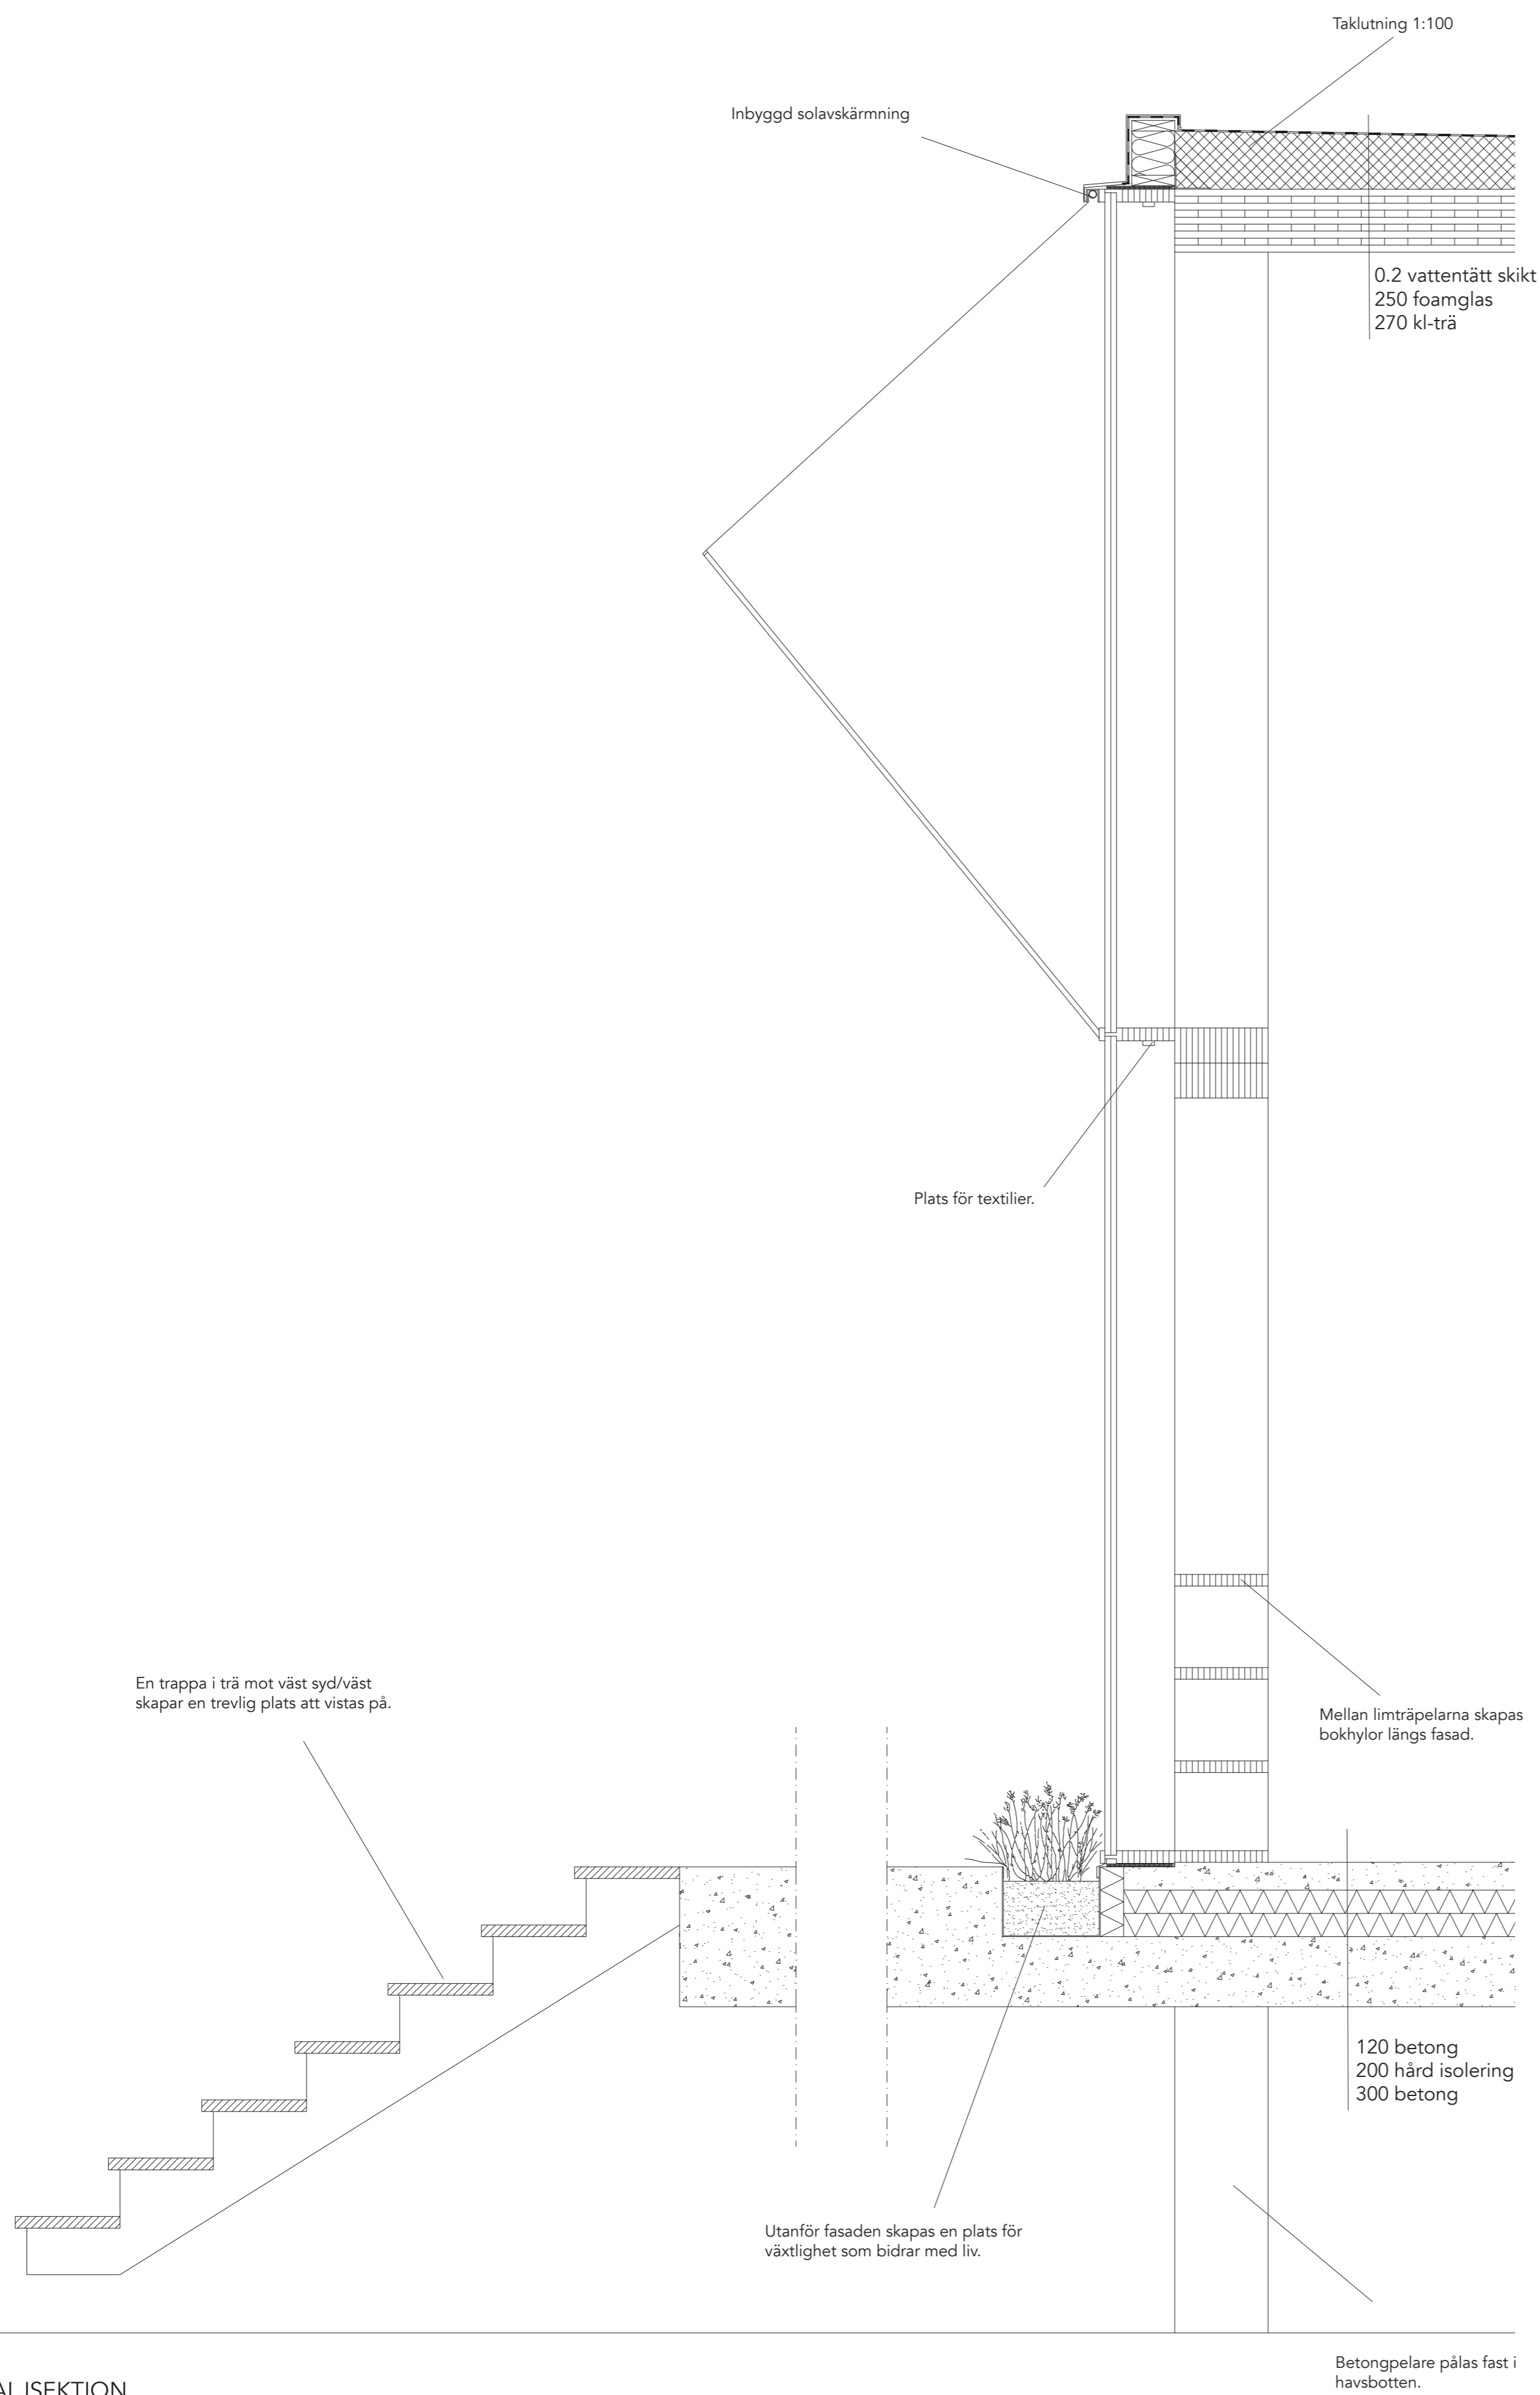 Taklutning 1:100
Inbyggd solavskärmning
0.2 vattentätt skikt
250 foamglas
270 kl-trä
Plats för textilier.
En trappa i trä mot väst syd/väst
skapar en trevlig plats att vistas på.
Mellan limträpelarna skapas
bokhylor längs fasad.
120 betong
200 hård isolering
300 betong
Utanför fasaden skapas en plats för
växtlighet som bidrar med liv.
Betongpelare pålas fast i
havsbotten.